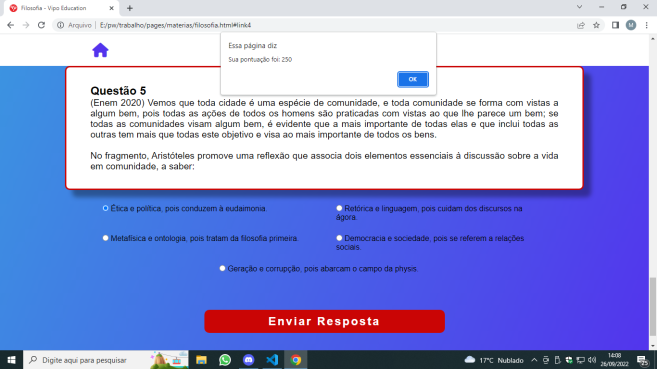 Filosofia - Vipo Education
Arquivo | E:/pw/trabalho/pages/materias/filosofia.html#link4
M
Essa página diz
Sua pontuação foi: 250
OK
Questão 5
(Enem 2020) Vemos que toda cidade é uma espécie de comunidade, e toda comunidade se forma com vistas a
algum bem, pois todas as ações de todos os homens são praticadas com vistas ao que lhe parece um bem; se
todas as comunidades visam algum bem, é evidente que a mais importante de todas elas e que inclui todas as
outras tem mais que todas este objetivo e visa ao mais importante de todos os bens.
No fragmento, Aristóteles promove uma reflexão que associa dois elementos essenciais à discussão sobre a vida
em comunidade, a saber:
Ética e política, pois conduzem à eudaimonia.
Retórica e linguagem, pois cuidam dos discursos na
ágora.
Metafísica e ontologia, pois tratam da filosofia primeira.
Democracia e sociedade, pois se referem a relações
sociais.
Geração e corrupção, pois abarcam o campo da physis.
Enviar Resposta
Digite aqui para pesquisar
17°C Nublado
14:08
26/09/2022